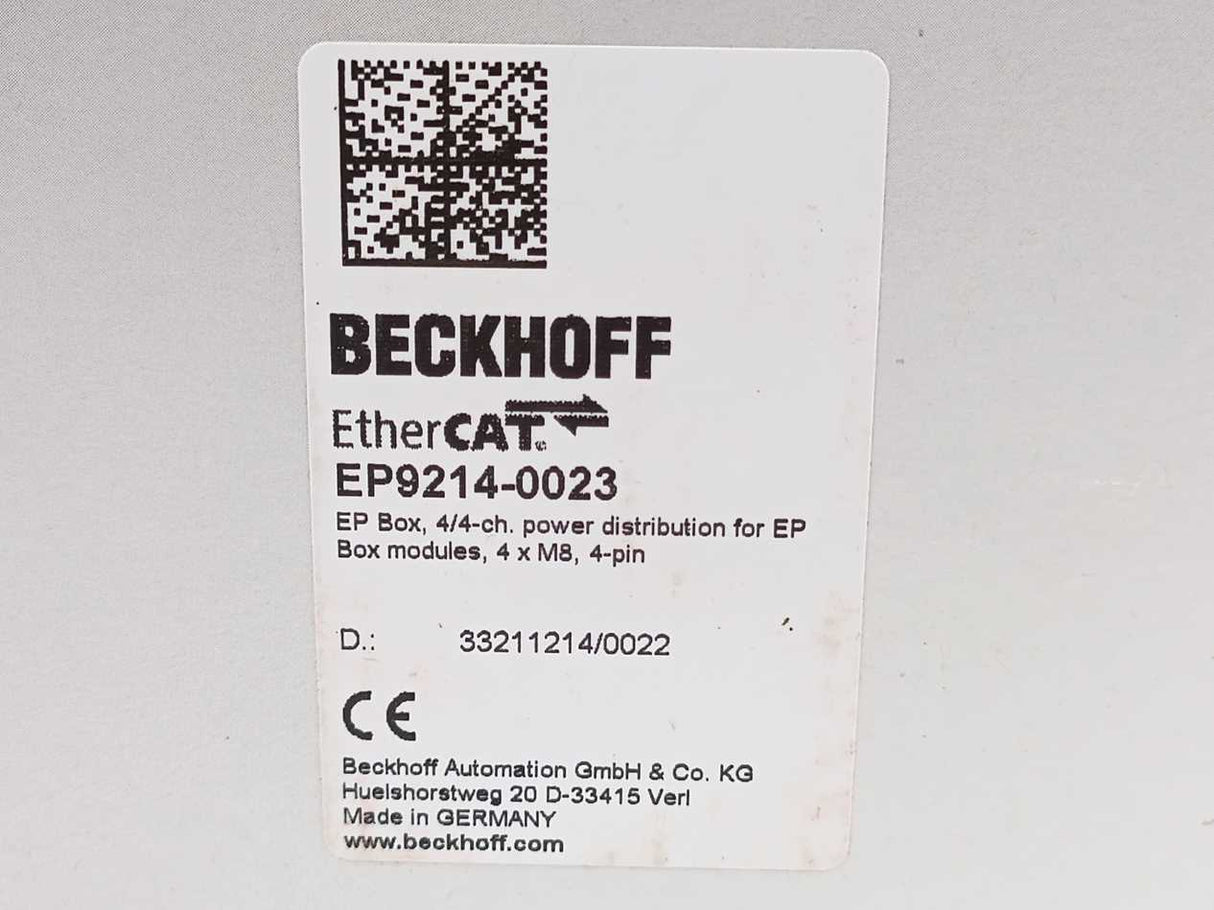 BECKHOFF
EtherCAT®
EP9214-0023
EP Box, 4/4-ch. power distribution for EP
Box modules, 4 x M8, 4-pin
D.: 33211214/0022
CE
Beckhoff Automation GmbH & Co. KG
Huelshorstweg 20 D-33415 Verl
Made in GERMANY
www.beckhoff.com